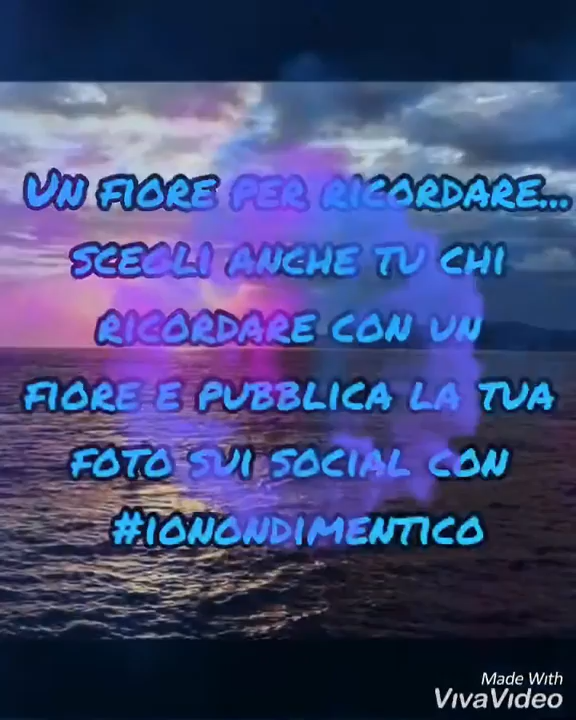 Un fiore per ricordare...
scegli anche tu chi
ricordare con un
fiore e pubblica la tua
foto sui social con
#ionondimentico
Made With
VivaVideo